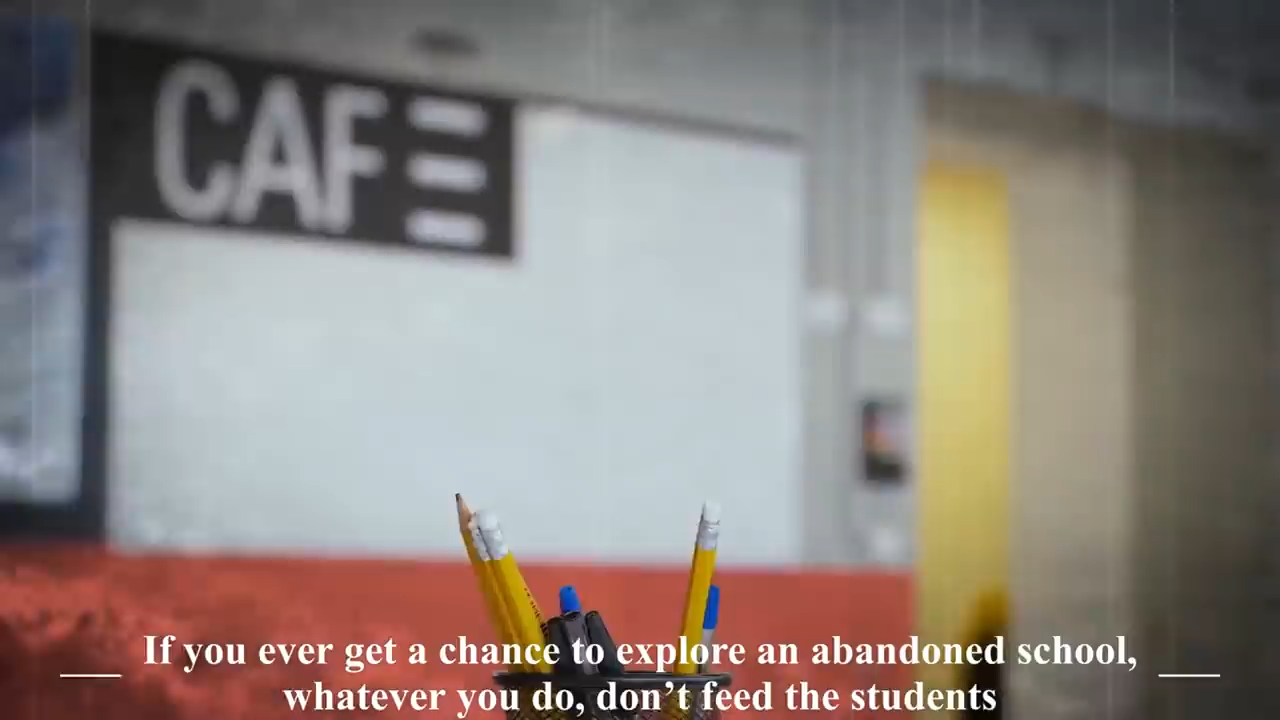 CAFE
If you ever get a chance to explore an abandoned school,
whatever you do, don’t feed the students